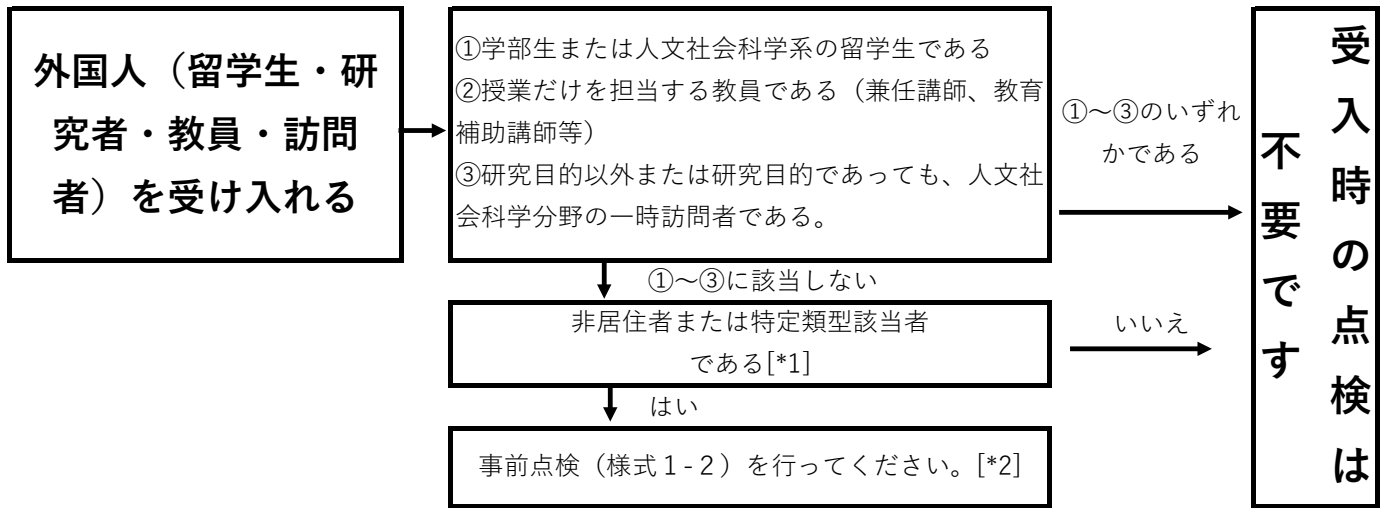 外国人（留学生・研
究者・教員・訪問
者）を受け入れる
①学部生または人文社会科学系の留学生である
②授業だけを担当する教員である（兼任講師、教育
補助講師等）
③研究目的以外または研究目的であっても、人文社
会科学分野の一時訪問者である。
①～③のいずれ
かである
受入時の点検は
不要です
①～③に該当しない
非居住者または特定類型該当者
である[*1]
いいえ
はい
事前点検（様式１-２）を行ってください。[*2]